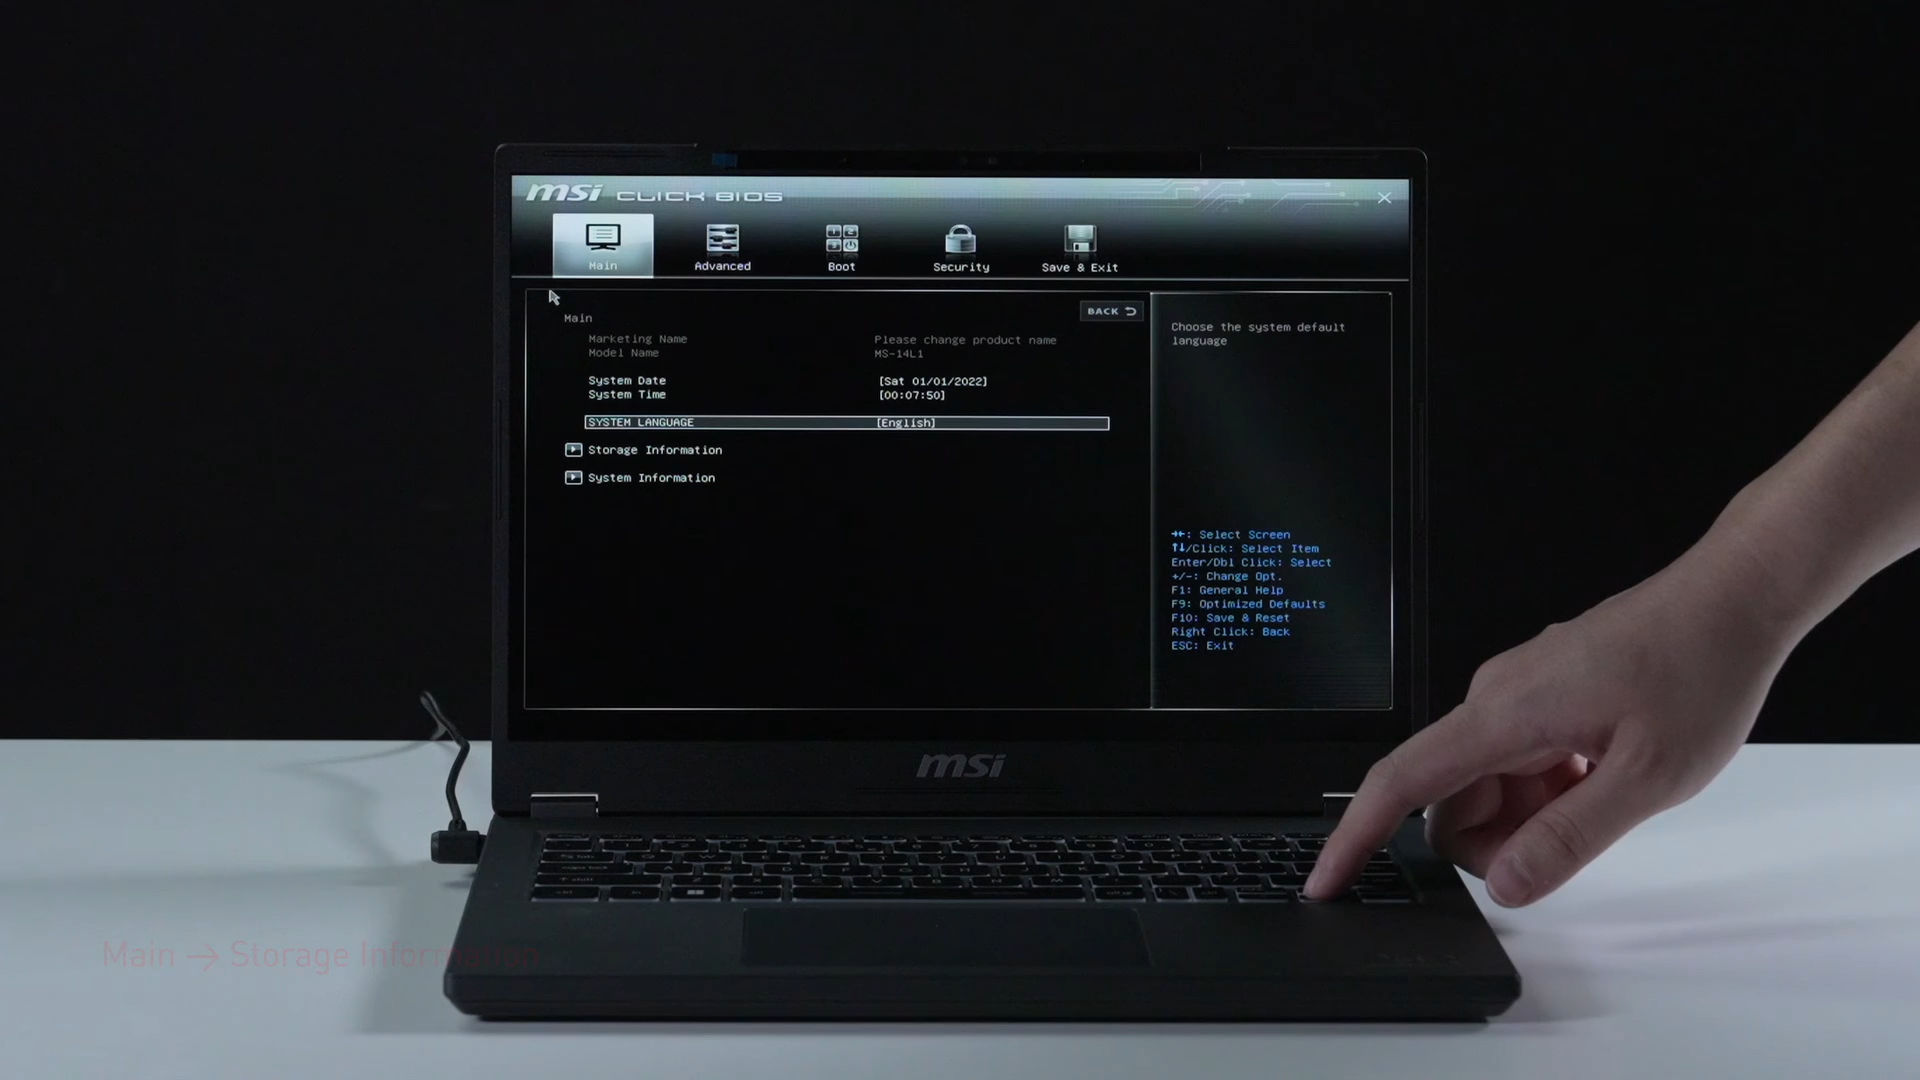 msi CLICK BIOS
Main
Advanced
Boot
Security
Save & Exit
Main
BACK
Marketing Name Please change product name
Model Name MS-14L1
System Date [Sat 01/01/2022]
System Time [00:07:50]
SYSTEM LANGUAGE [English]
Storage Information
System Information
Choose the system default
language
→←: Select Screen
↑↓/Click: Select Item
Enter/Dbl Click: Select
+/-: Change Opt.
F1: General Help
F9: Optimized Defaults
F10: Save & Reset
Right Click: Back
ESC: Exit
msi
Main → Storage Information